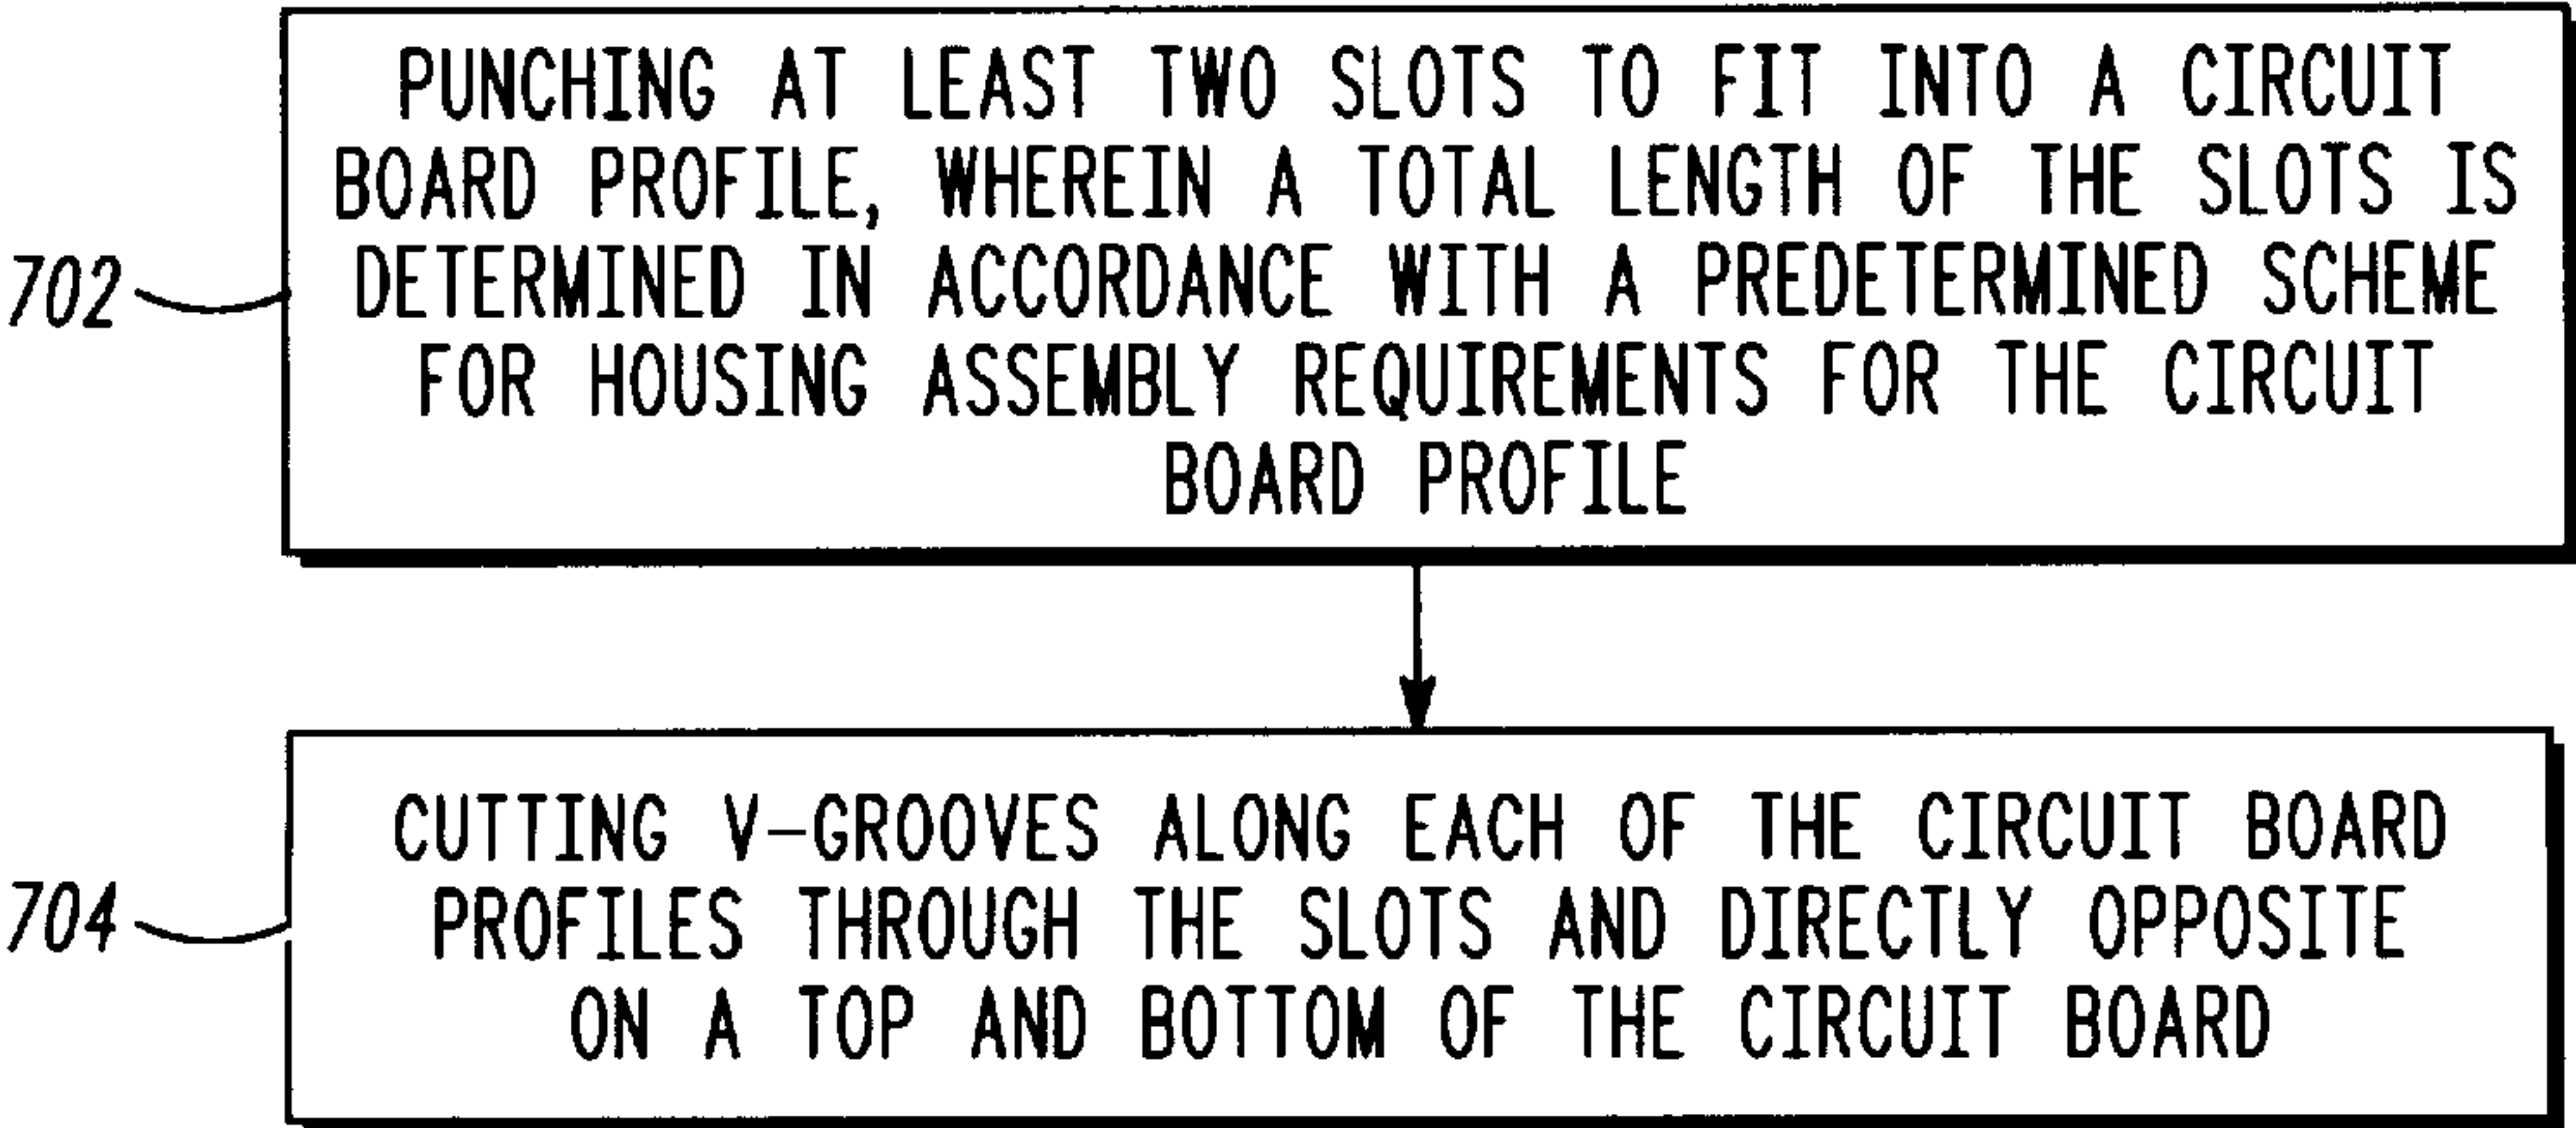 PUNCHING AT LEAST TWO SLOTS TO FIT INTO A CIRCUIT
BOARD PROFILE, WHEREIN A TOTAL LENGTH OF THE SLOTS IS
702 DETERMINED IN ACCORDANCE WITH A PREDETERMINED SCHEME
FOR HOUSING ASSEMBLY REQUIREMENTS FOR THE CIRCUIT
BOARD PROFILE
CUTTING V-GROOVES ALONG EACH OF THE CIRCUIT BOARD
704 PROFILES THROUGH THE SLOTS AND DIRECTLY OPPOSITE
ON A TOP AND BOTTOM OF THE CIRCUIT BOARD